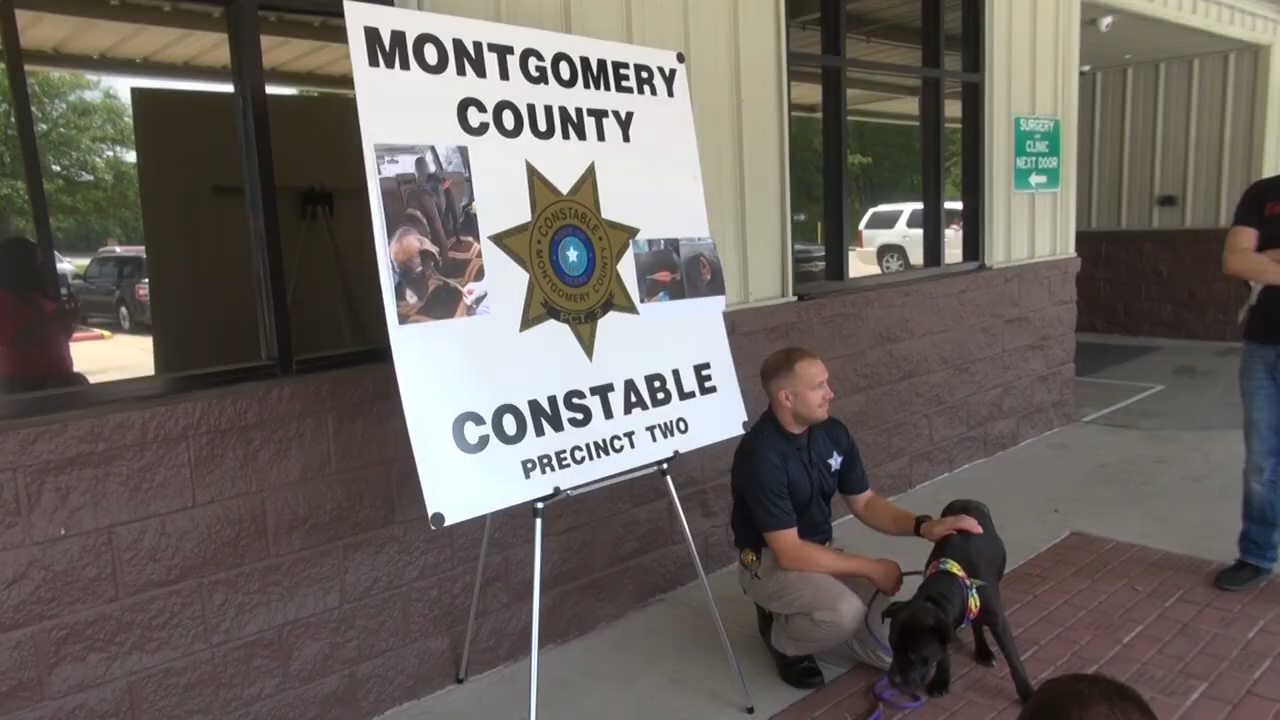 MONTGOMERY
COUNTY
CONSTABLE
MONTGOMERY COUNTY
PCT. 2
CONSTABLE
PRECINCT TWO
SURGERY
CLINIC
NEXT DOOR